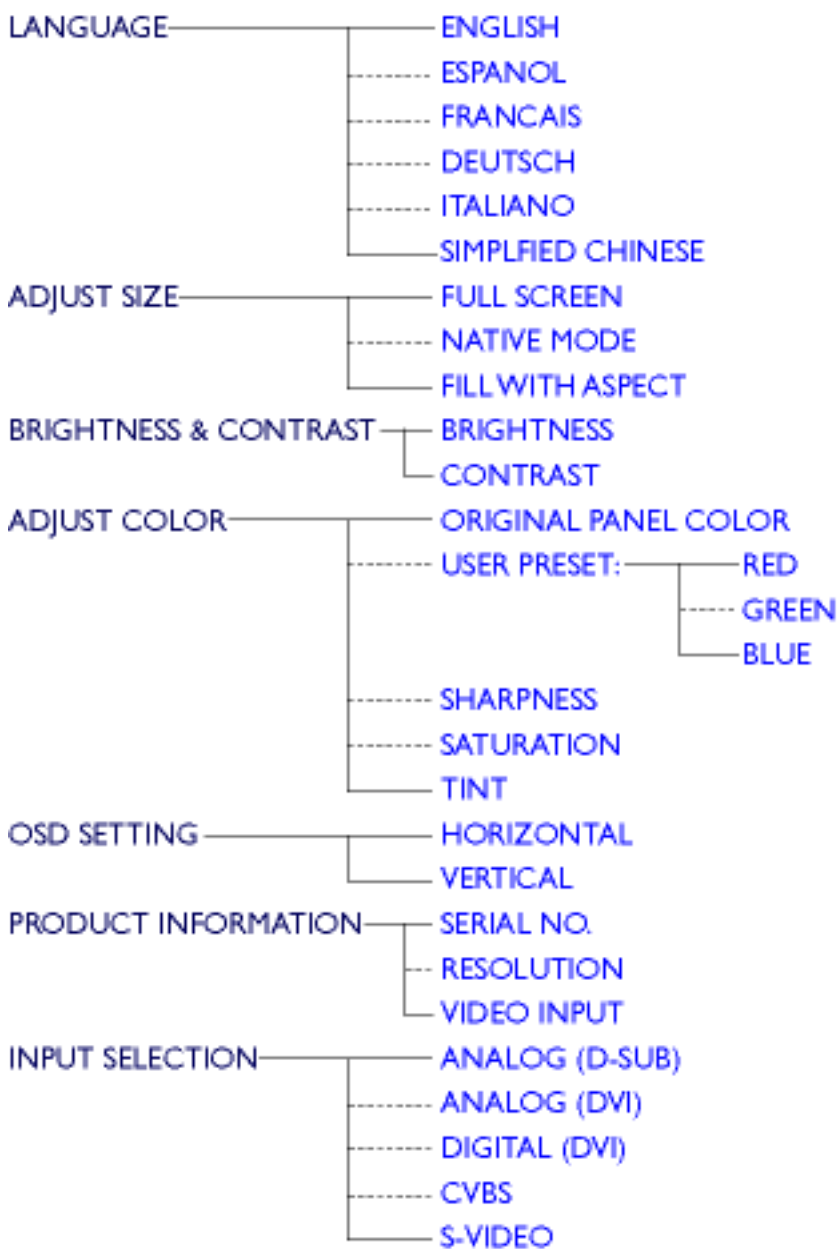 LANGUAGE ENGLISH
ESPANOL
FRANCAIS
DEUTSCH
ITALIANO
SIMPLFIED CHINESE
ADJUST SIZE FULL SCREEN
NATIVE MODE
FILL WITH ASPECT
BRIGHTNESS & CONTRAST BRIGHTNESS
CONTRAST
ADJUST COLOR ORIGINAL PANEL COLOR
USER PRESET: RED
GREEN
BLUE
SHARPNESS
SATURATION
TINT
OSD SETTING HORIZONTAL
VERTICAL
PRODUCT INFORMATION SERIAL NO.
RESOLUTION
VIDEO INPUT
INPUT SELECTION ANALOG (D-SUB)
ANALOG (DVI)
DIGITAL (DVI)
CVBS
S-VIDEO